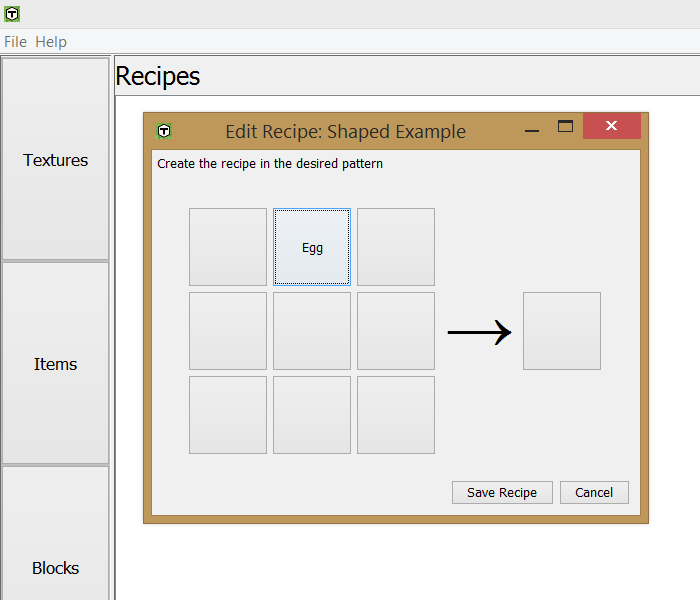 File Help
Recipes
Textures
Items
Blocks
Edit Recipe: Shaped Example
Create the recipe in the desired pattern
Egg
Save Recipe
Cancel